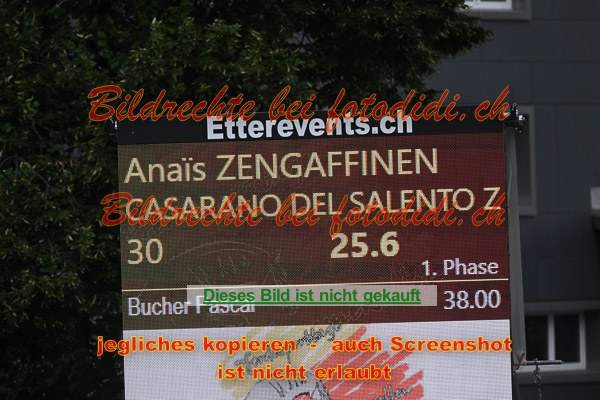 Bildrechte bei fotodidi.ch
Etterevents.ch
Anaïs ZENGAFFINEN
CASARANO DEL SALENTO Z
Bildrechte bei fotodidi.ch
30 25.6
1. Phase
Bucher Pascal 38.00
Dieses Bild ist nicht gekauft
jegliches kopieren - auch Screenshot
ist nicht erlaubt